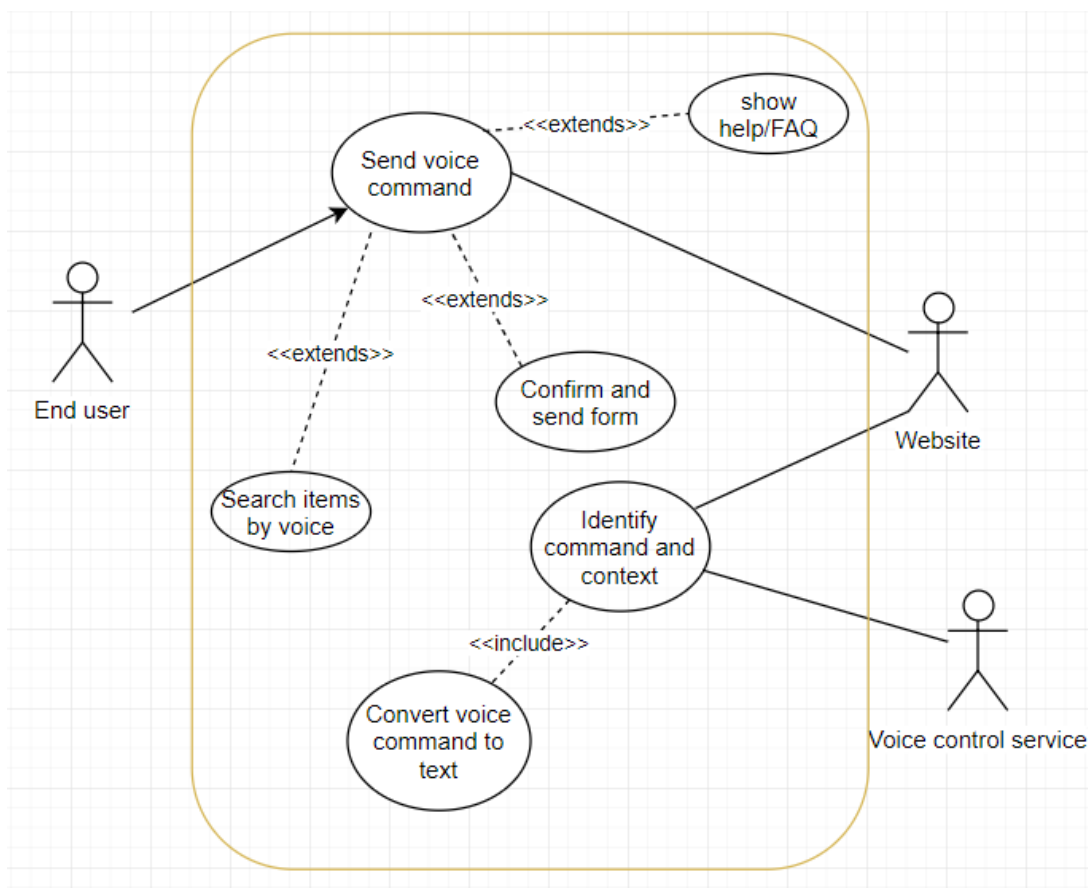 show
help/FAQ
<<extends>>
Send voice
command
<<extends>>
<<extends>>
Confirm and
send form
End user
Website
Search items
by voice
Identify
command and
context
<<include>>
Convert voice
command to
text
Voice control service